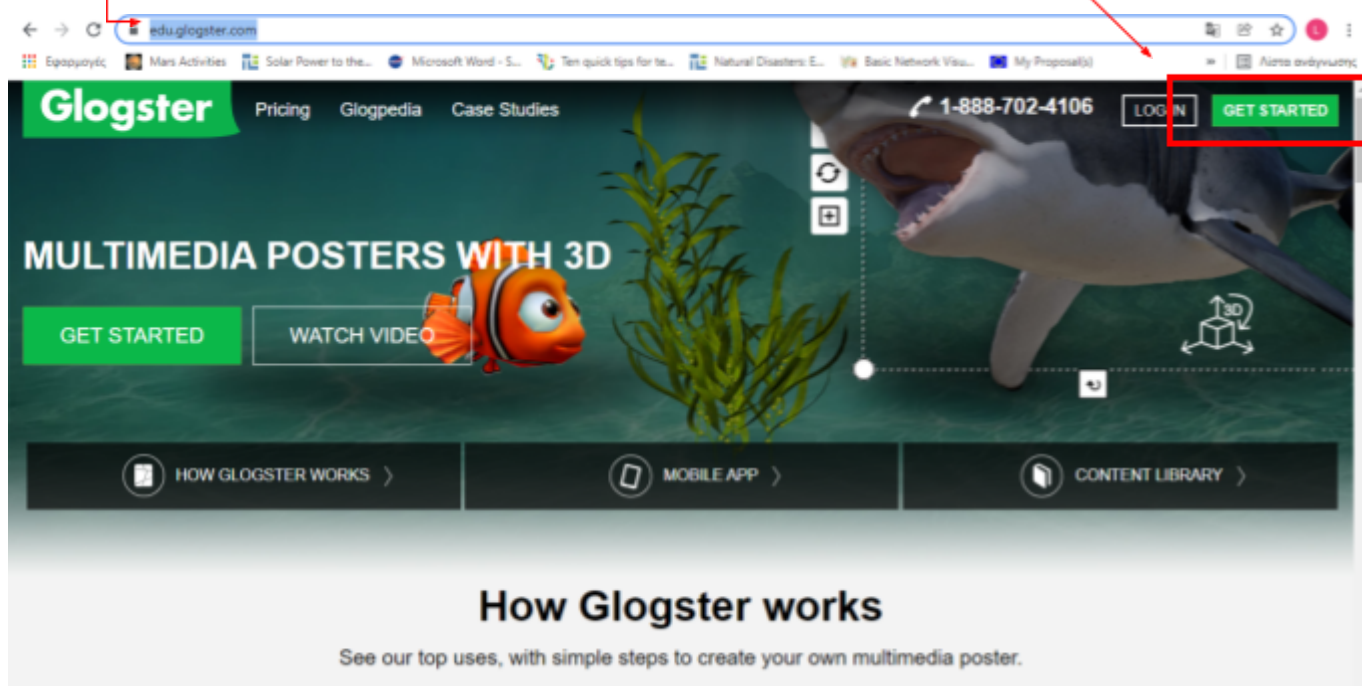 edu.glogster.com
Εφαρμογές Mars Activities Solar Power to the... Microsoft Word - S... Ten quick tips for te... Natural Disasters: E... Basic Network Visu... My Proposal(s) » Λίστα ανάγνωσης
Glogster Pricing Glogpedia Case Studies 1-888-702-4106 LOG IN GET STARTED
MULTIMEDIA POSTERS WITH 3D
3D
GET STARTED WATCH VIDEO
HOW GLOGSTER WORKS MOBILE APP CONTENT LIBRARY
How Glogster works
See our top uses, with simple steps to create your own multimedia poster.